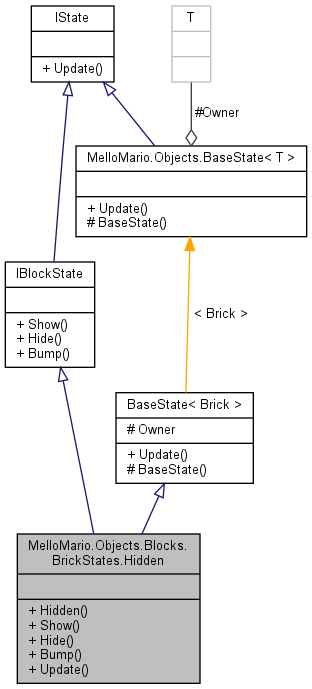 IState
+ Update()
T
#Owner
MelloMario.Objects.BaseState< T >
+ Update()
# BaseState()
IBlockState
+ Show()
+ Hide()
+ Bump()
< Brick >
BaseState< Brick >
# Owner
+ Update()
# BaseState()
MelloMario.Objects.Blocks.
BrickStates.Hidden
+ Hidden()
+ Show()
+ Hide()
+ Bump()
+ Update()